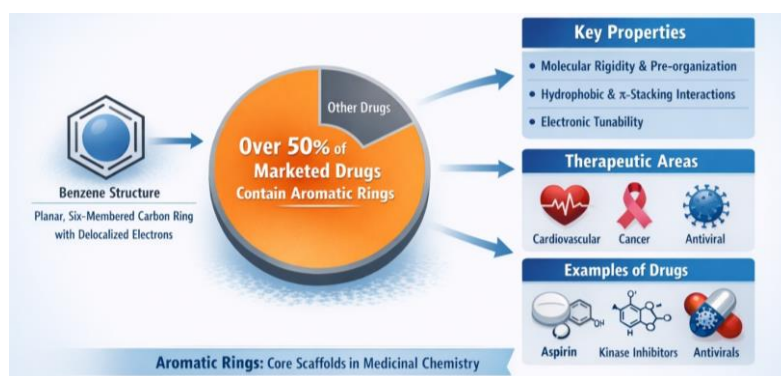 Key Properties
• Molecular Rigidity & Pre-organization
• Hydrophobic & π-Stacking Interactions
• Electronic Tunability
Other Drugs
Over 50% of
Marketed Drugs
Contain Aromatic Rings
Benzene Structure
Planar, Six-Membered Carbon Ring
with Delocalized Electrons
Therapeutic Areas
Cardiovascular
Cancer
Antiviral
Examples of Drugs
Aspirin
Kinase Inhibitors
Antivirals
Aromatic Rings: Core Scaffolds in Medicinal Chemistry